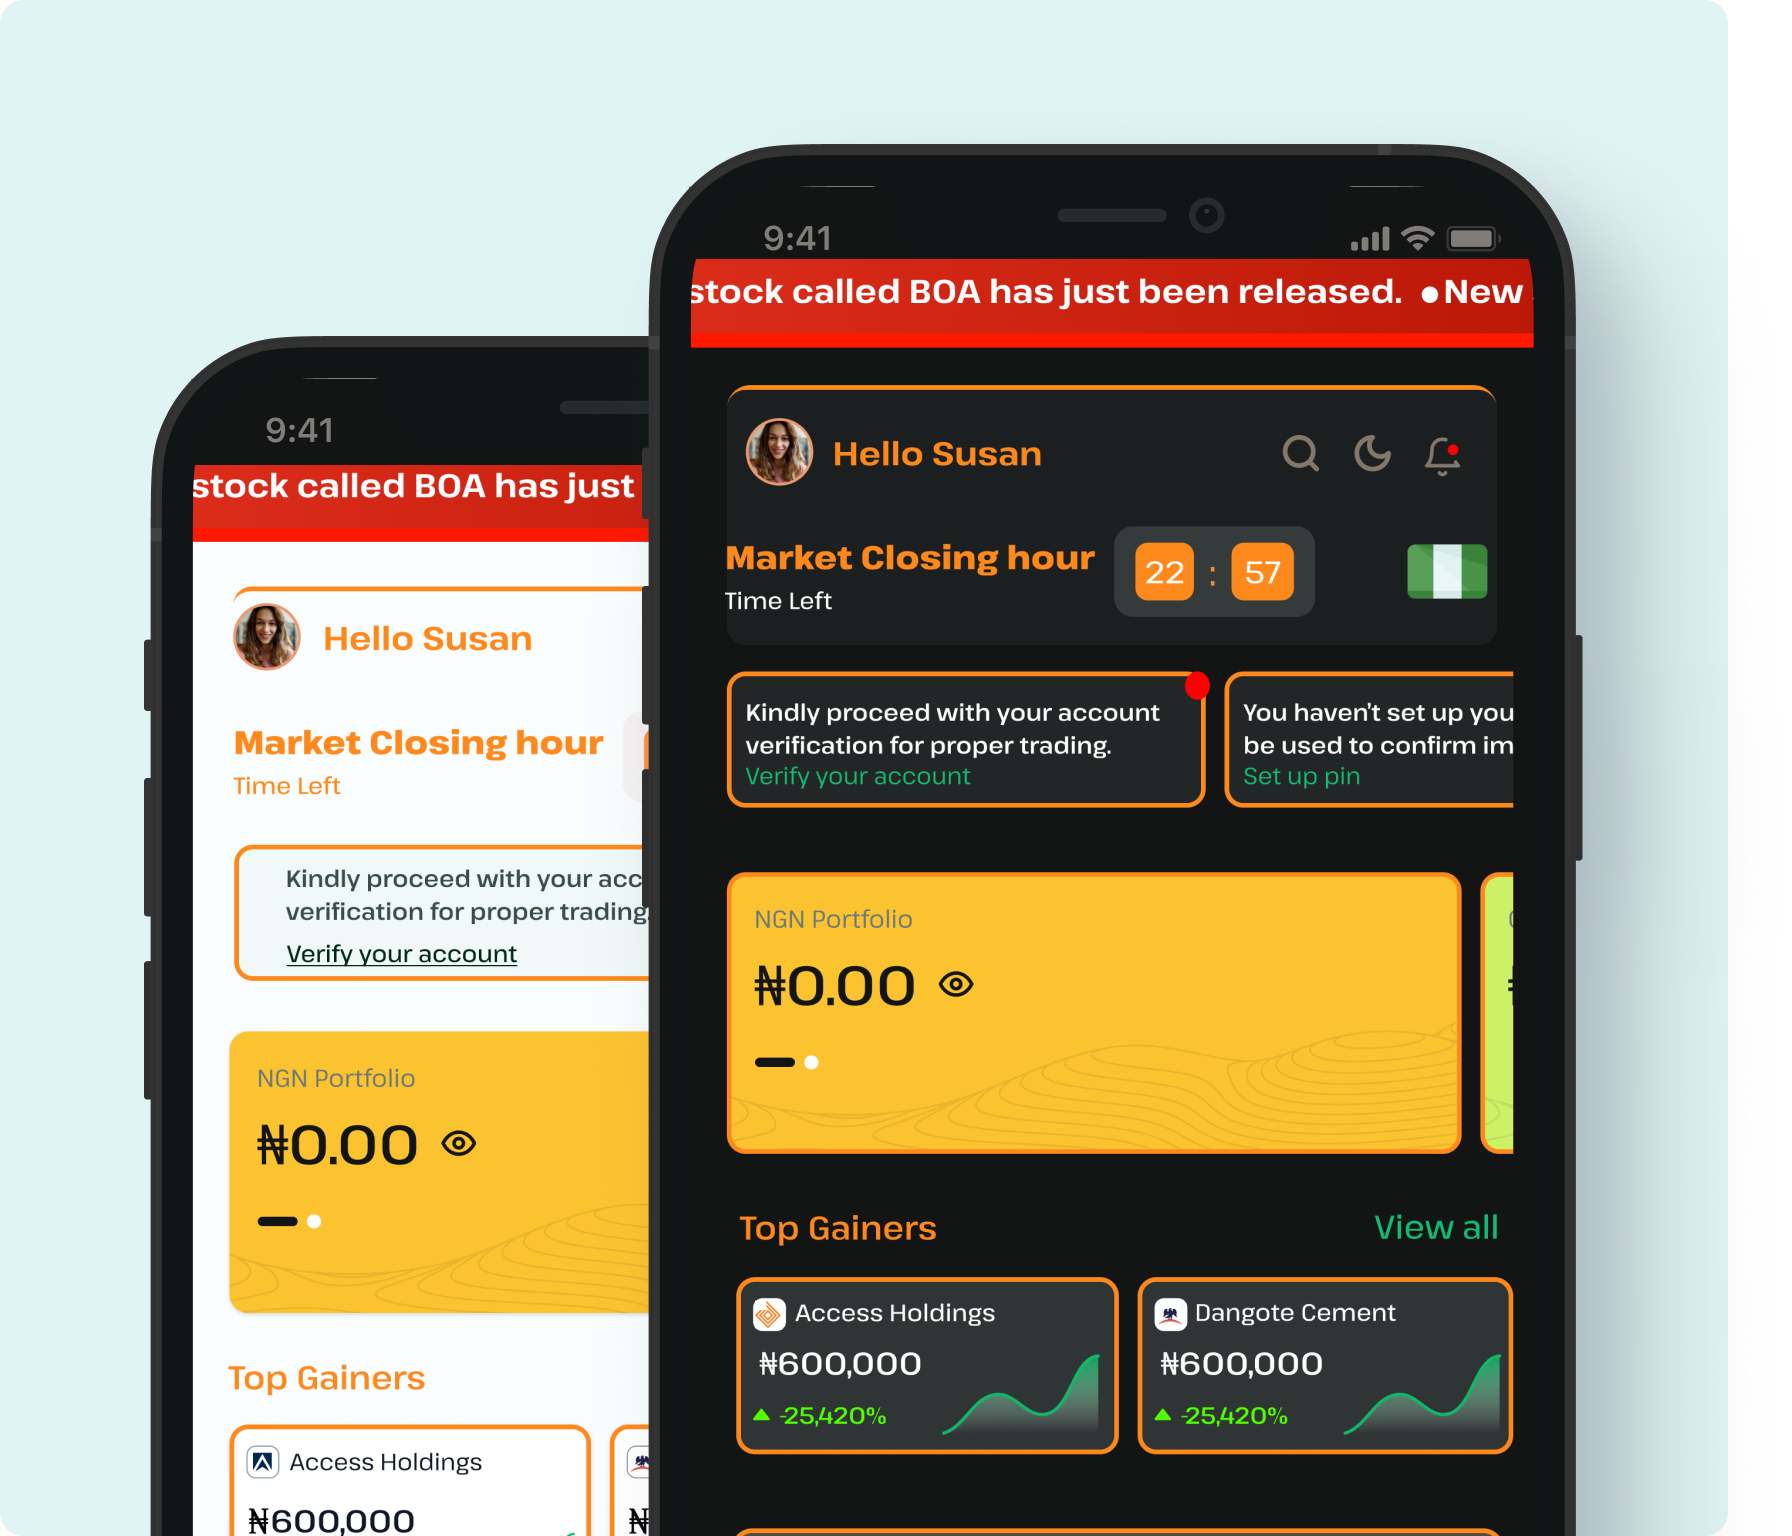 9:41
stock called BOA has just been released. ●New
Hello Susan
Market Closing hour
Time Left
22 : 57
Kindly proceed with your account
verification for proper trading.
Verify your account
You haven't set up you
be used to confirm im
Set up pin
NGN Portfolio
₦0.00
Top Gainers
View all
Access Holdings
₦600,000
-25,420%
Dangote Cement
₦600,000
-25,420%
9:41
stock called BOA has just
Hello Susan
Market Closing hour
Time Left
Kindly proceed with your acc
verification for proper trading.
Verify your account
NGN Portfolio
₦0.00
Top Gainers
Access Holdings
₦600,000
₦